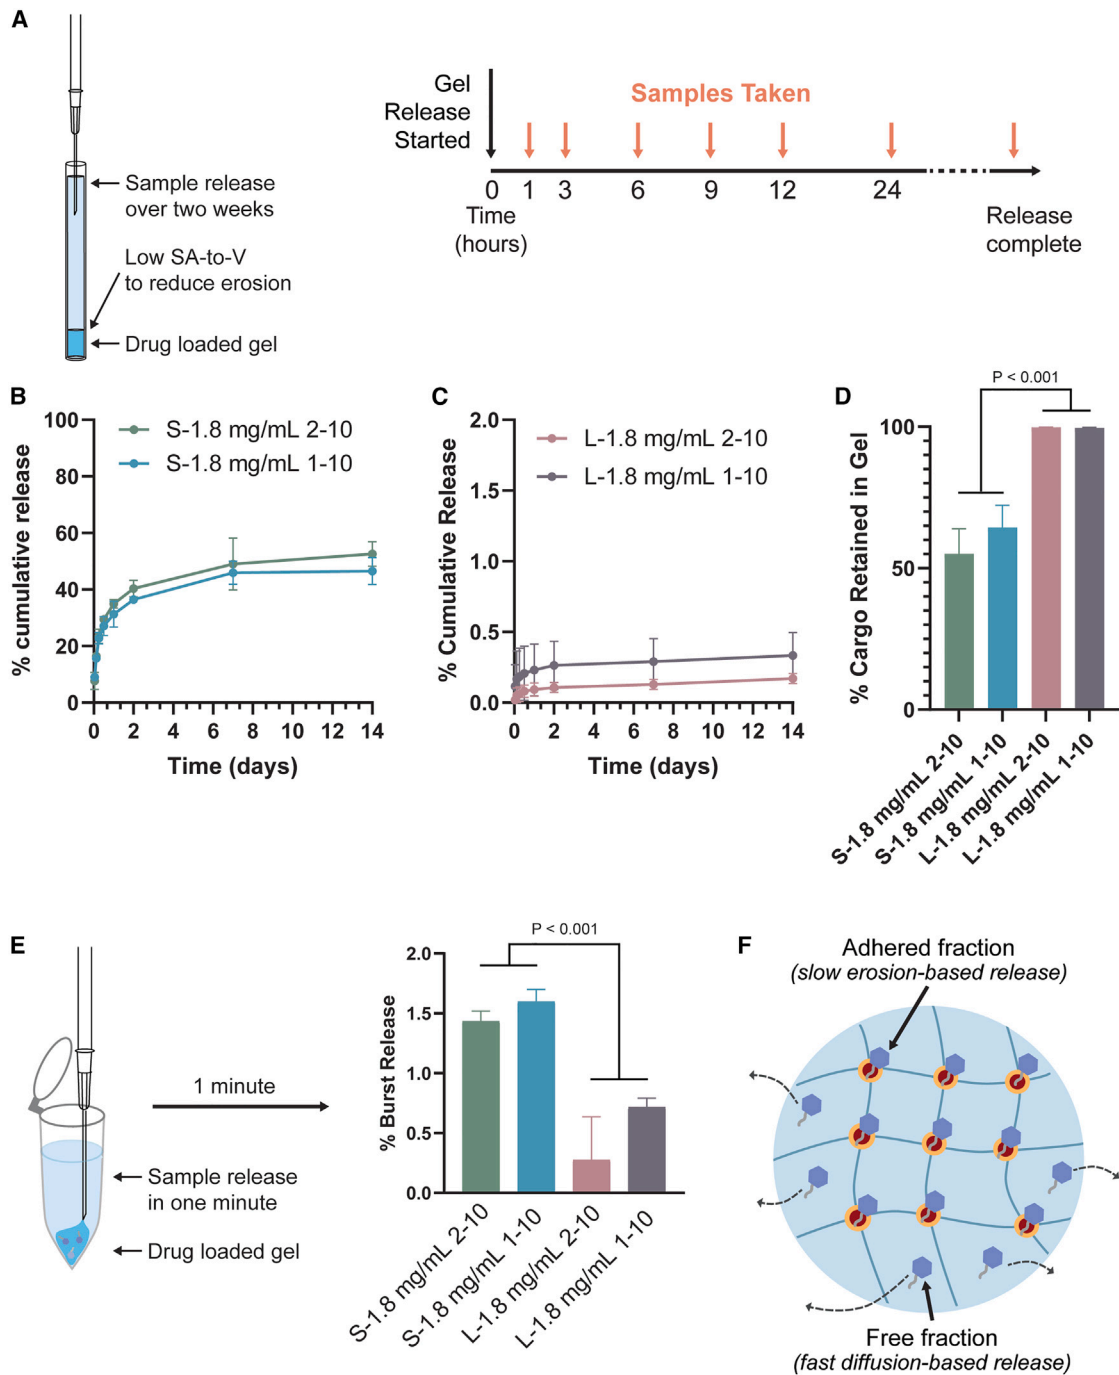 A
Sample release
over two weeks
Low SA-to-V
to reduce erosion
Drug loaded gel
Gel
Release
Started
Samples Taken
0 1 3 6 9 12 24
Time
(hours)
Release
complete
B
% cumulative release
100
80
60
40
20
0
S-1.8 mg/mL 2-10
S-1.8 mg/mL 1-10
0 2 4 6 8 10 12 14
Time (days)
C
% Cumulative Release
2.0
1.5
1.0
0.5
0.0
L-1.8 mg/mL 2-10
L-1.8 mg/mL 1-10
0 2 4 6 8 10 12 14
Time (days)
D
P < 0.001
% Cargo Retained in Gel
100
50
0
S-1.8 mg/mL 2-10
S-1.8 mg/mL 1-10
L-1.8 mg/mL 2-10
L-1.8 mg/mL 1-10
E
1 minute
Sample release
in one minute
Drug loaded gel
P < 0.001
% Burst Release
2.0
1.5
1.0
0.5
0.0
S-1.8 mg/mL 2-10
S-1.8 mg/mL 1-10
L-1.8 mg/mL 2-10
L-1.8 mg/mL 1-10
F
Adhered fraction
(slow erosion-based release)
Free fraction
(fast diffusion-based release)